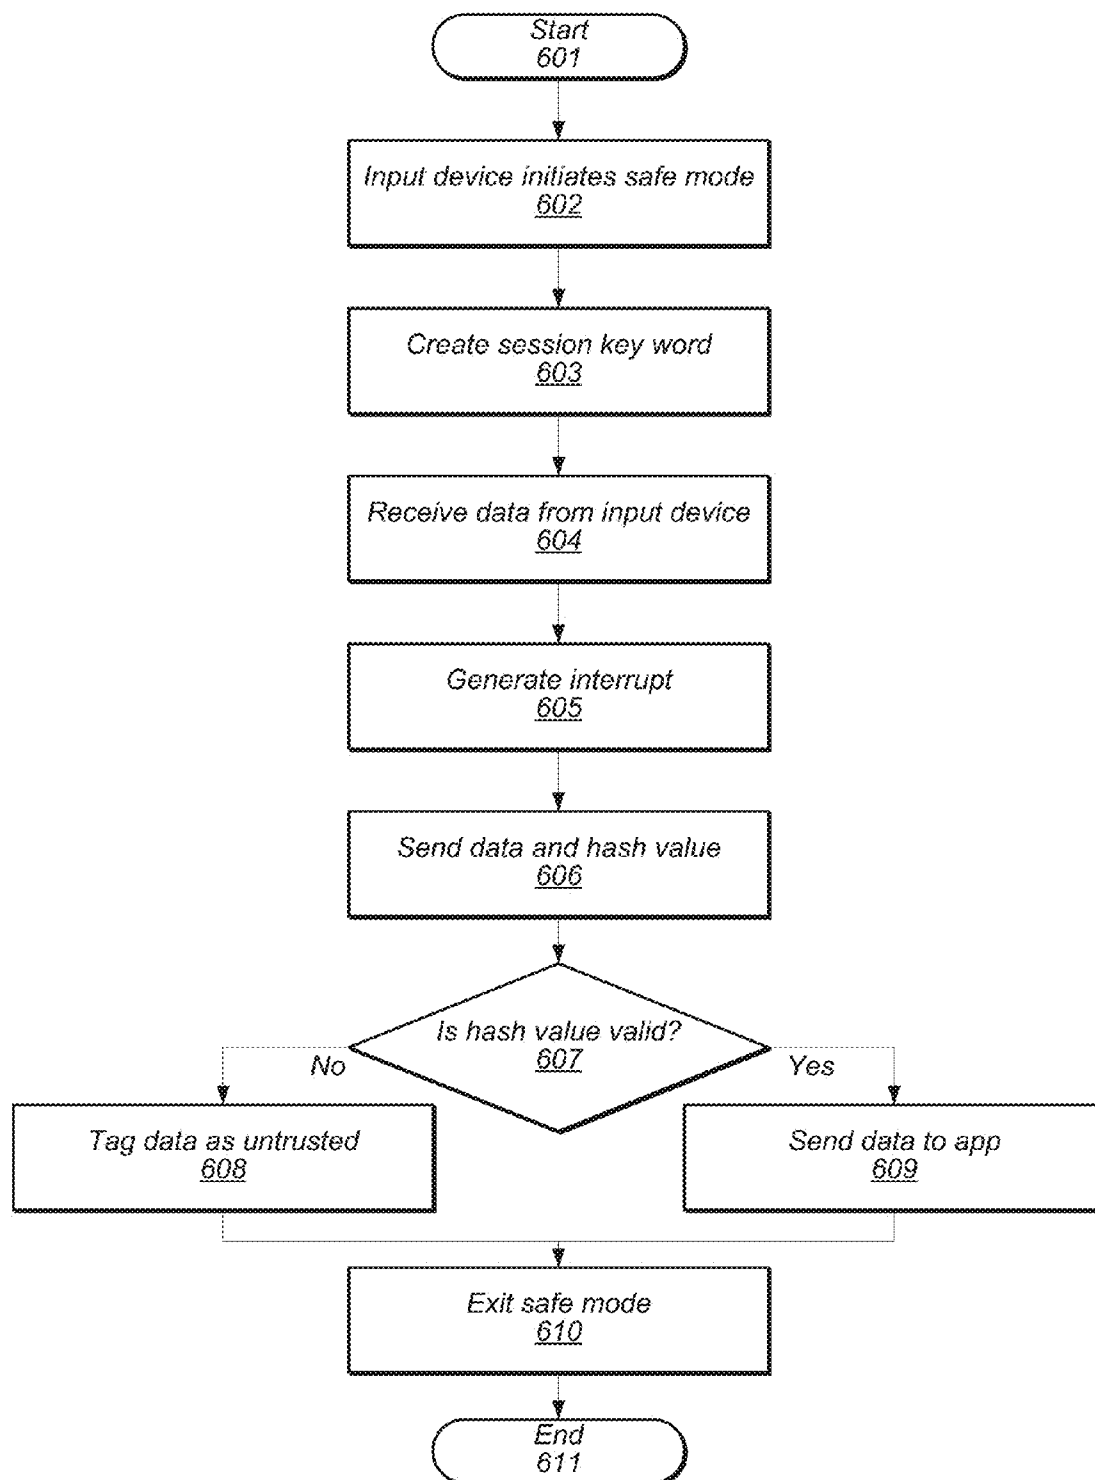 Start
601
Input device initiates safe mode
602
Create session key word
603
Receive data from input device
604
Generate interrupt
605
Send data and hash value
606
Is hash value valid?
607
No
Yes
Tag data as untrusted
608
Send data to app
609
Exit safe mode
610
End
611